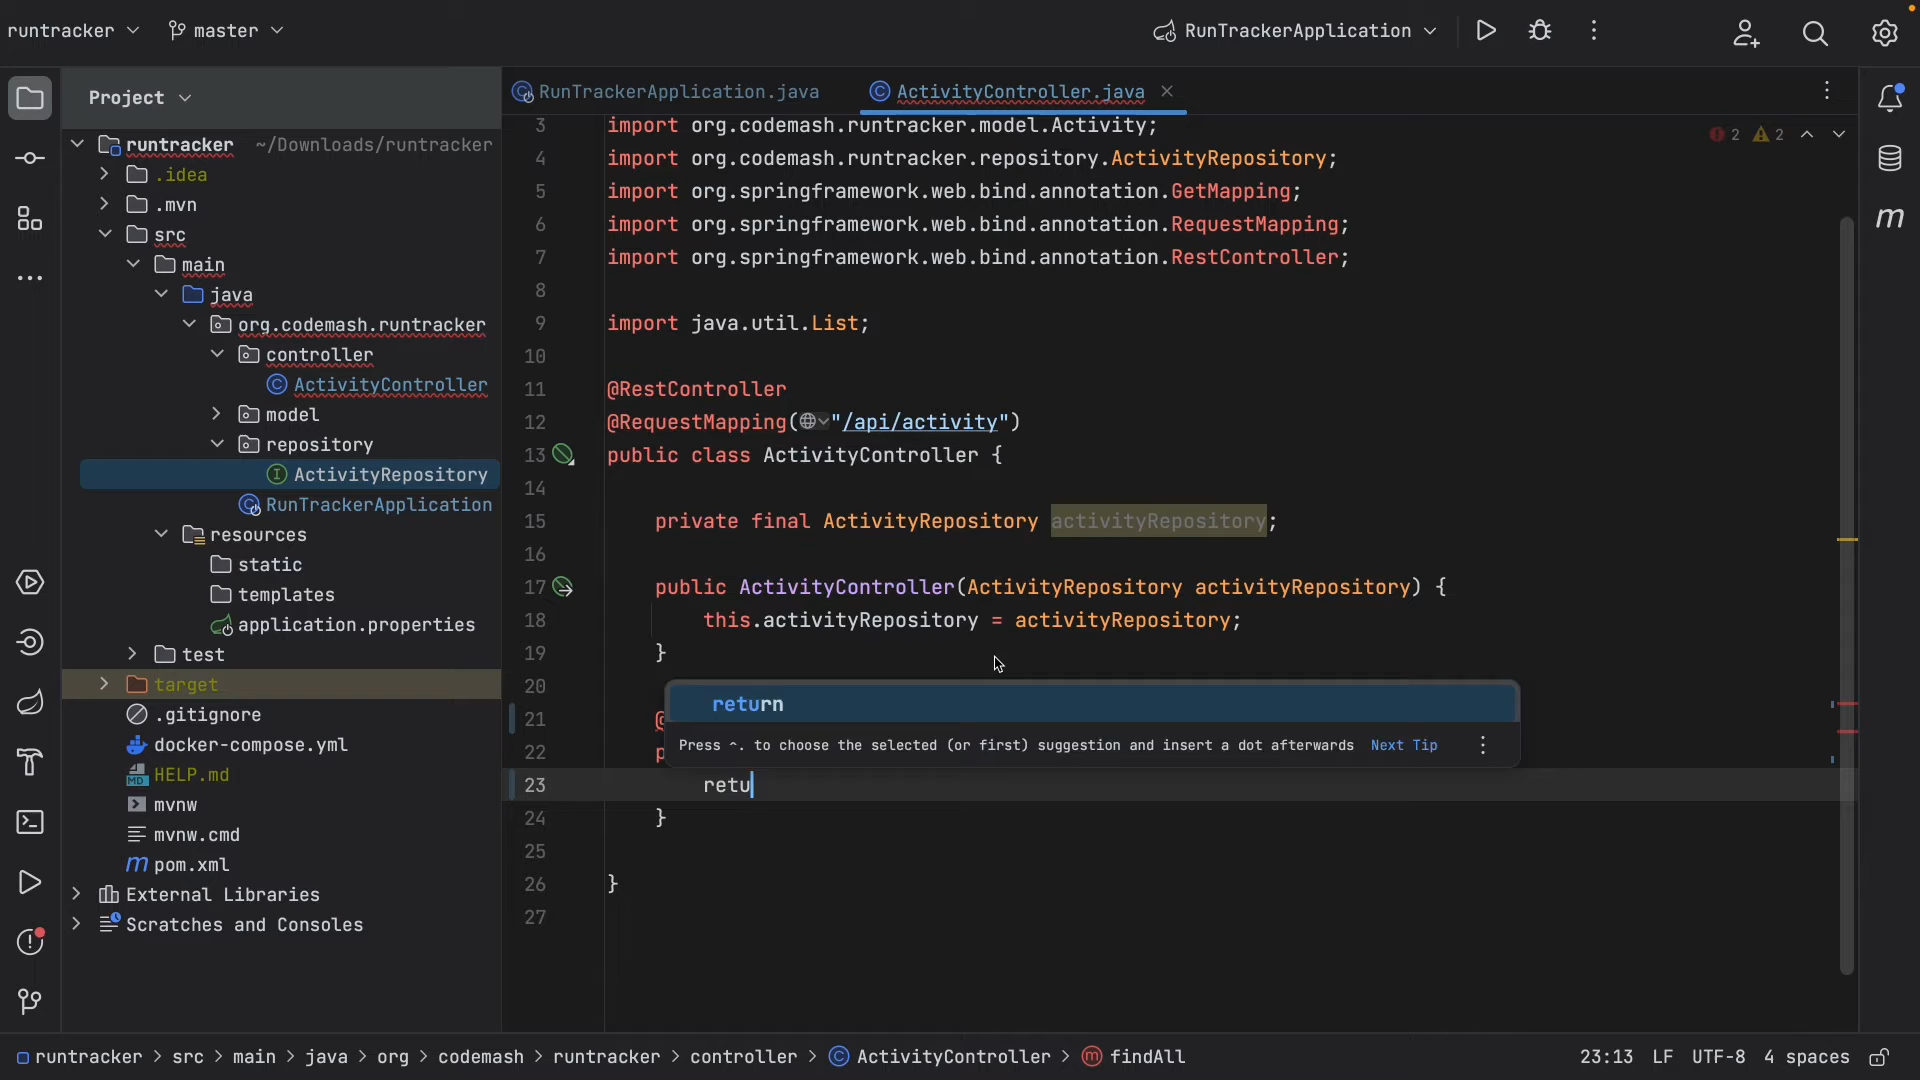 runtracker
master
RunTrackerApplication
Project
RunTrackerApplication.java
ActivityController.java
runtracker ~/Downloads/runtracker
.idea
.mvn
src
main
java
org.codemash.runtracker
controller
ActivityController
model
repository
ActivityRepository
RunTrackerApplication
resources
static
templates
application.properties
test
target
.gitignore
docker-compose.yml
HELP.md
mvnw
mvnw.cmd
pom.xml
External Libraries
Scratches and Consoles
2 2
3 import org.codemash.runtracker.model.Activity;
4 import org.codemash.runtracker.repository.ActivityRepository;
5 import org.springframework.web.bind.annotation.GetMapping;
6 import org.springframework.web.bind.annotation.RequestMapping;
7 import org.springframework.web.bind.annotation.RestController;
8
9 import java.util.List;
10
11 @RestController
12 @RequestMapping("/api/activity")
13 public class ActivityController {
14
15 private final ActivityRepository activityRepository;
16
17 public ActivityController(ActivityRepository activityRepository) {
18 this.activityRepository = activityRepository;
19 }
20
return
21 @
Press ^. to choose the selected (or first) suggestion and insert a dot afterwards Next Tip
22 p
23 retu
24 }
25
26 }
27
runtracker > src > main > java > org > codemash > runtracker > controller > ActivityController > findAll
23:13 LF UTF-8 4 spaces